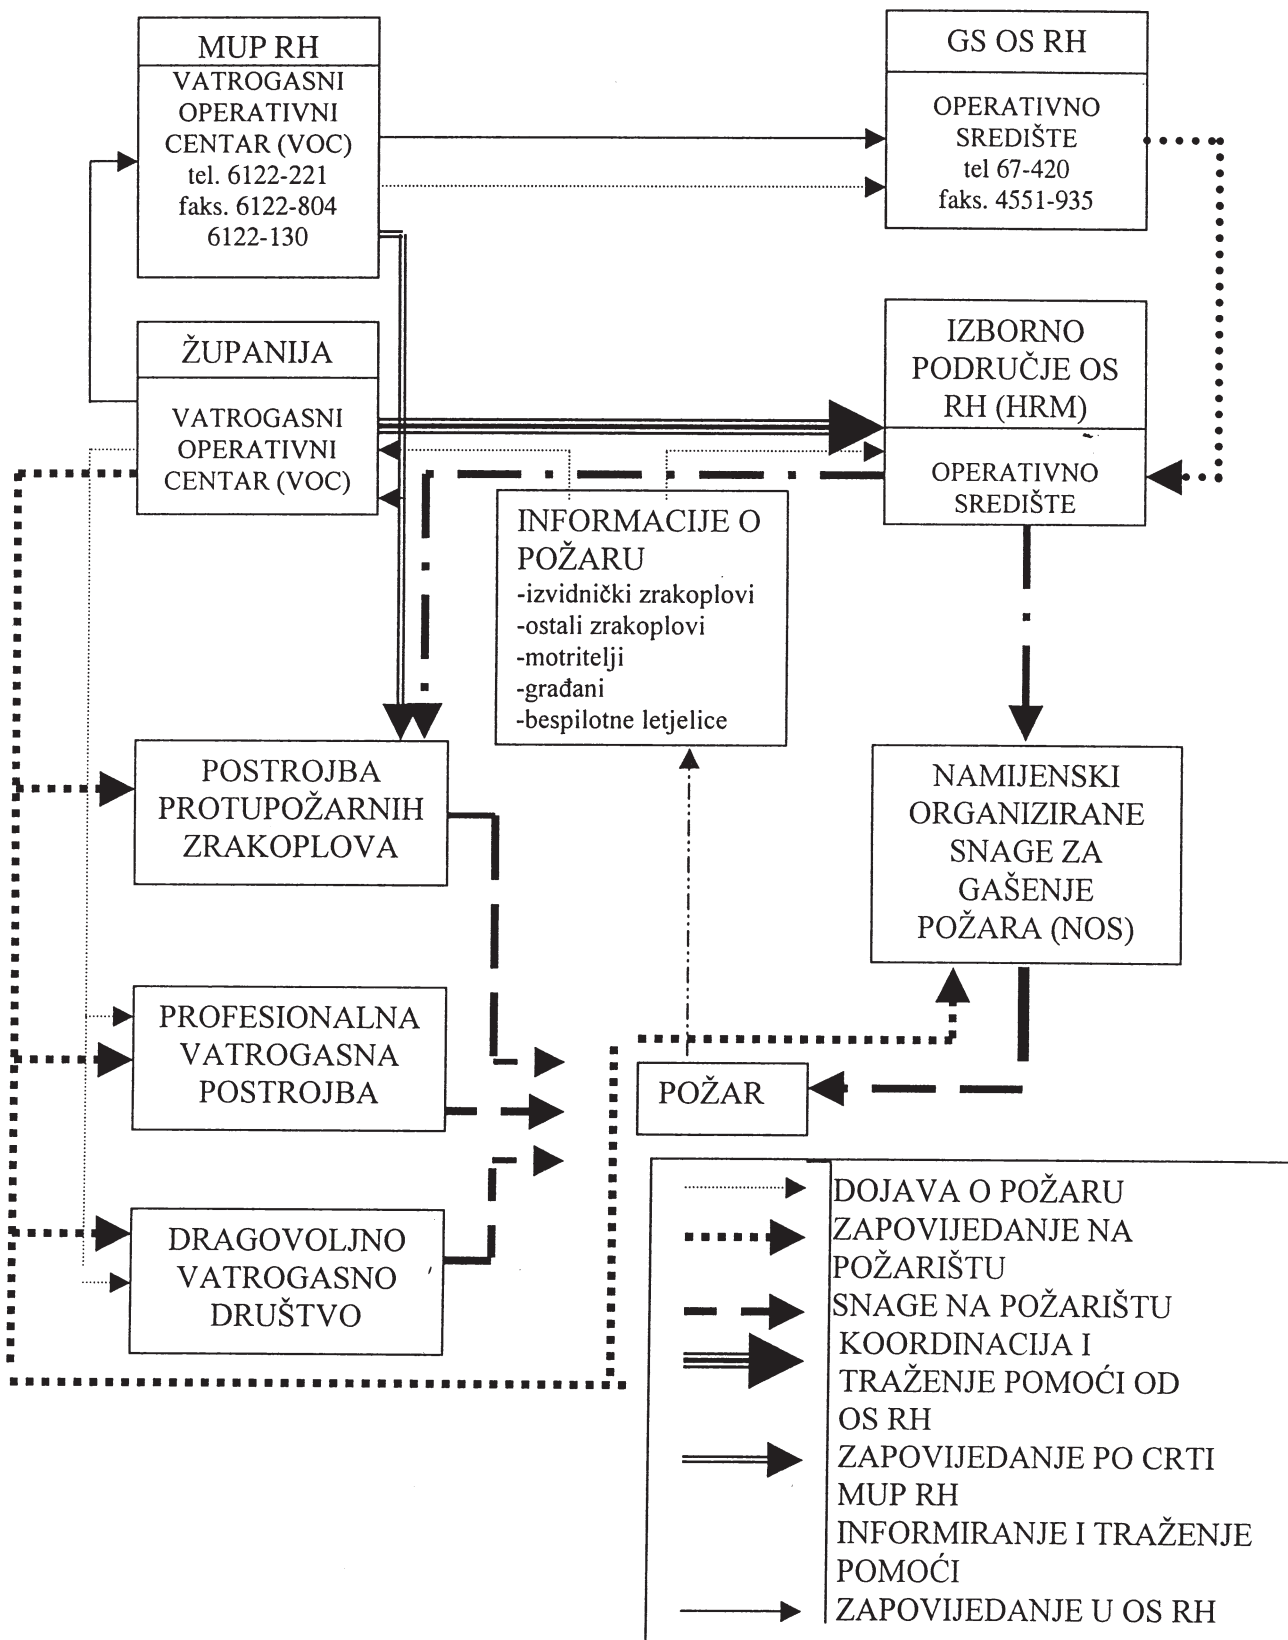 MUP RH
VATROGASNI
OPERATIVNI
CENTAR (VOC)
tel. 6122-221
faks. 6122-804
6122-130
GS OS RH
OPERATIVNO
SREDIŠTE
tel 67-420
faks. 4551-935
ŽUPANIJA
VATROGASNI
OPERATIVNI
CENTAR (VOC)
IZBORNO
PODRUČJE OS
RH (HRM)
OPERATIVNO
SREDIŠTE
INFORMACIJE O
POŽARU
-izvidnički zrakoplovi
-ostali zrakoplovi
-motritelji
-građani
-bespilotne letjelice
POSTROJBA
PROTUPOŽARNIH
ZRAKOPLOVA
NAMIJENSKI
ORGANIZIRANE
SNAGE ZA
GAŠENJE
POŽARA (NOS)
PROFESIONALNA
VATROGASNA
POSTROJBA
POŽAR
DRAGOVOLJNO
VATROGASNO
DRUŠTVO
DOJAVA O POŽARU
ZAPOVIJEDANJE NA
POŽARIŠTU
SNAGE NA POŽARIŠTU
KOORDINACIJA I
TRAŽENJE POMOĆI OD
OS RH
ZAPOVIJEDANJE PO CRTI
MUP RH
INFORMIRANJE I TRAŽENJE
POMOĆI
ZAPOVIJEDANJE U OS RH